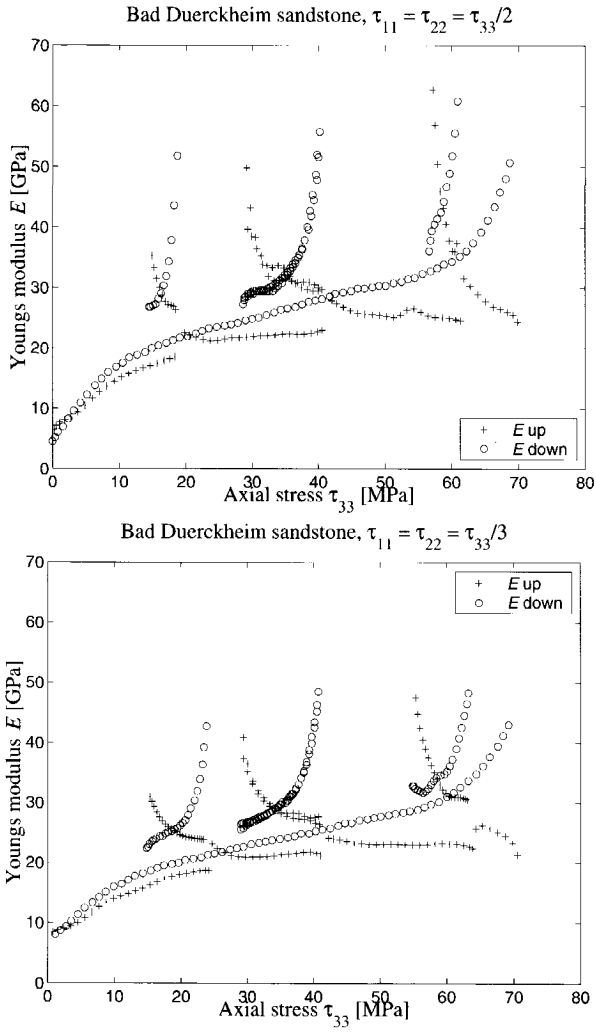 Bad Duerckheim sandstone, τ11 = τ22 = τ33/2
Youngs modulus E [GPa]
70
60
50
40
30
20
10
0
E up
E down
0 10 20 30 40 50 60 70 80
Axial stress τ33 [MPa]
Bad Duerckheim sandstone, τ11 = τ22 = τ33/3
Youngs modulus E [GPa]
70
60
50
40
30
20
10
0
E up
E down
0 10 20 30 40 50 60 70 80
Axial stress τ33 [MPa]